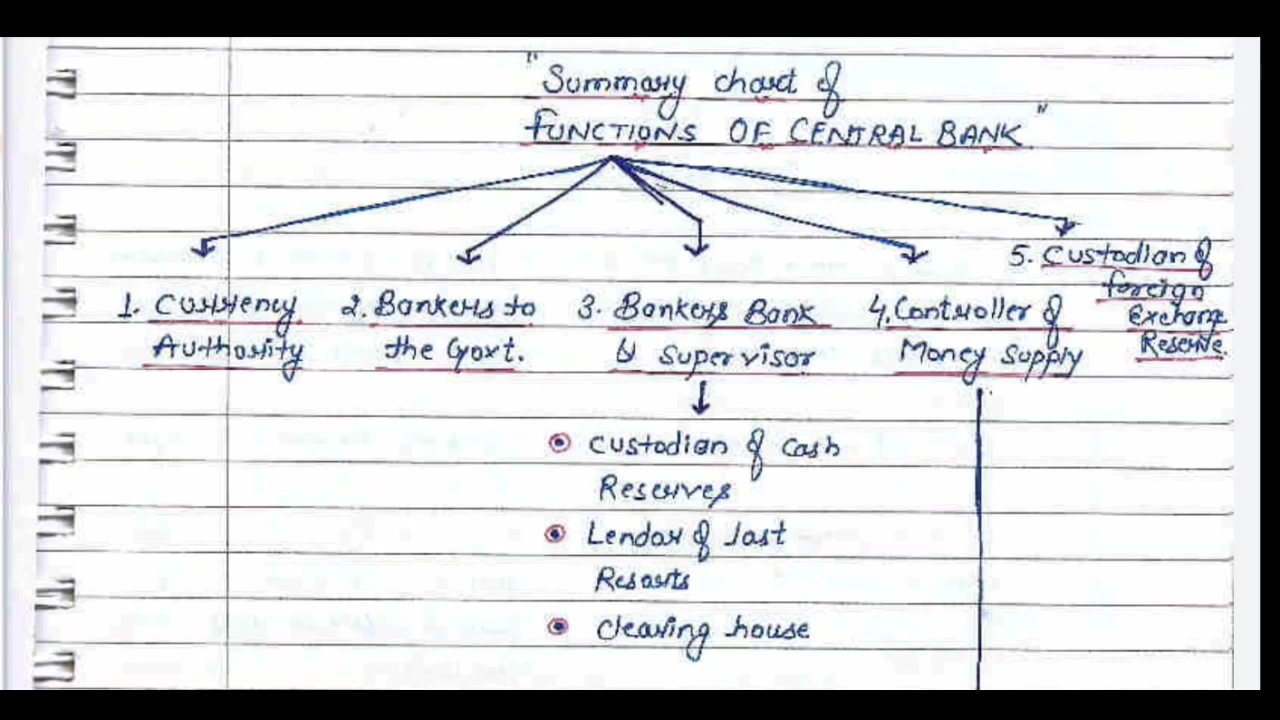 "Summary chart of
FUNCTIONS OF CENTRAL BANK"
1. Currency
Authority
2. Bankers to
the Govt.
3. Bankers Bank
& Supervisor
• Custodian of Cash
Reserves
• Lendar of last
Resorts
• clearing house
4. Controller of
Money Supply
5. Custodian of
foreign
Exchange
Reserve.